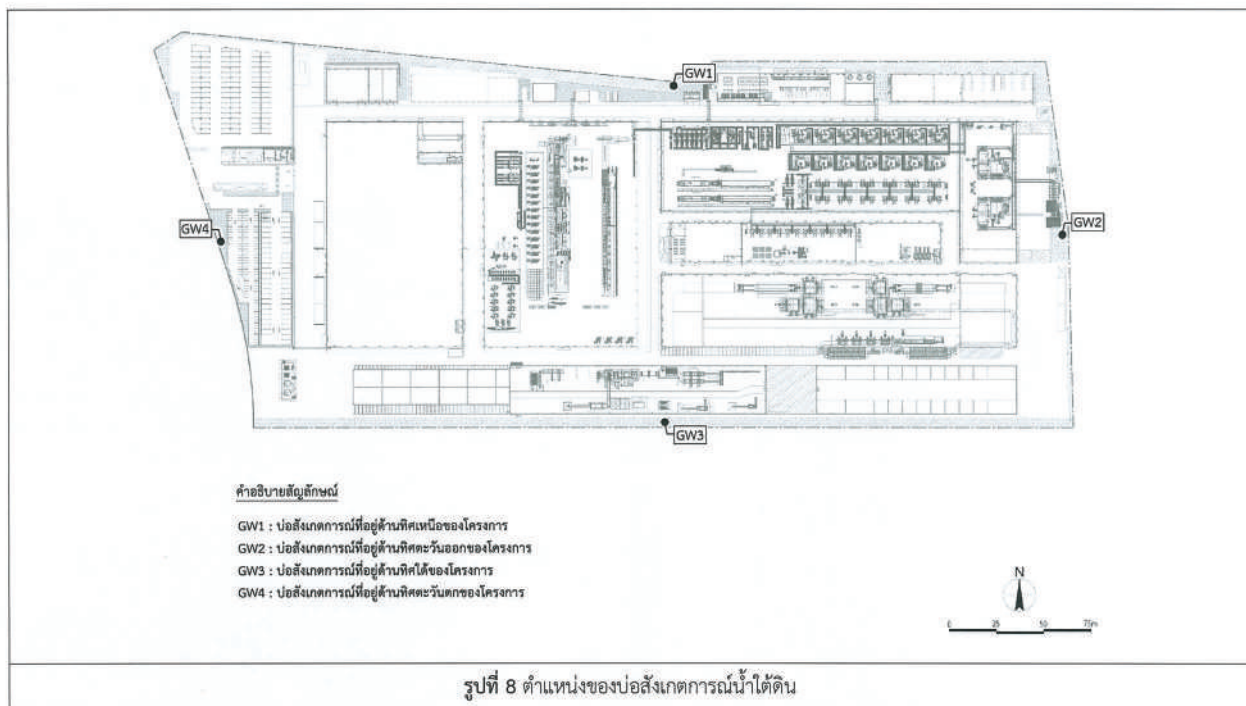 GW1
GW2
GW4
GW3
คำอธิบายสัญลักษณ์
GW1 : บ่อสังเกตการณ์ที่อยู่ด้านทิศเหนือของโครงการ
GW2 : บ่อสังเกตการณ์ที่อยู่ด้านทิศตะวันออกของโครงการ
GW3 : บ่อสังเกตการณ์ที่อยู่ด้านทิศใต้ของโครงการ
GW4 : บ่อสังเกตการณ์ที่อยู่ด้านทิศตะวันตกของโครงการ
N
0 25 50 75m
รูปที่ 8 ตำแหน่งของบ่อสังเกตการณ์น้ำใต้ดิน